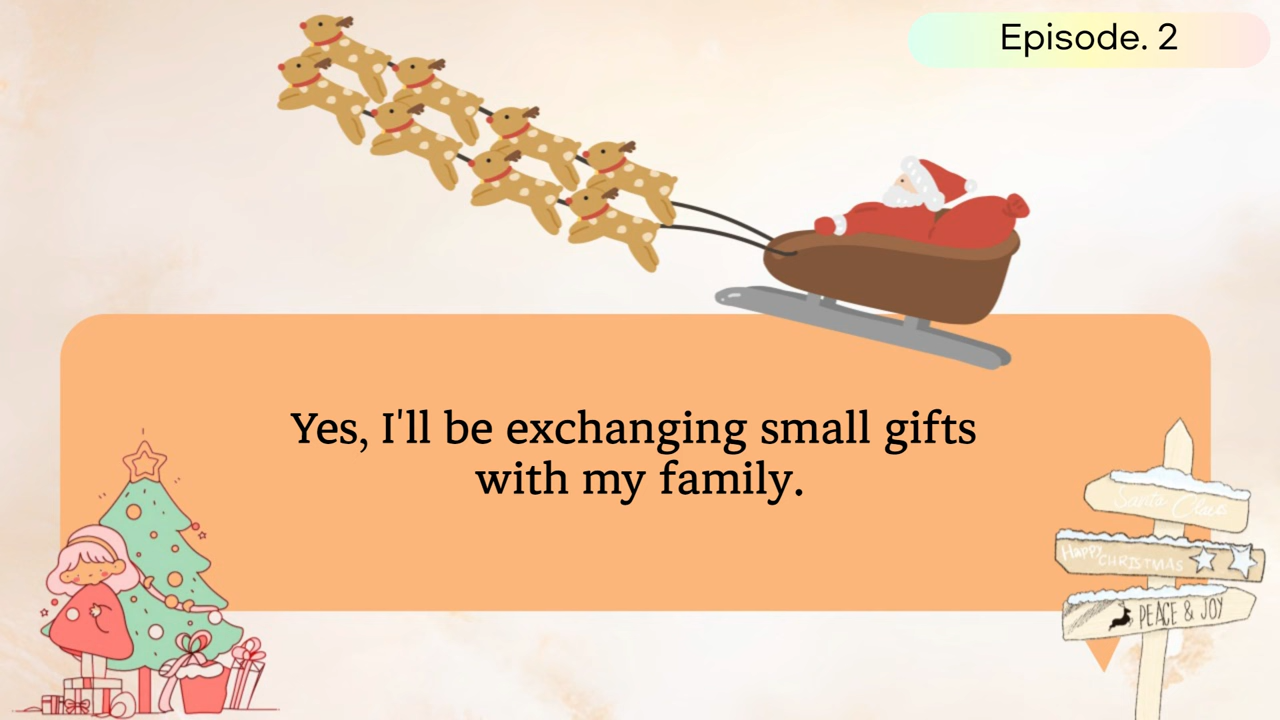 Episode. 2
Yes, I'll be exchanging small gifts
with my family.
Santa Claus
Happy
CHRISTMAS
PEACE & JOY